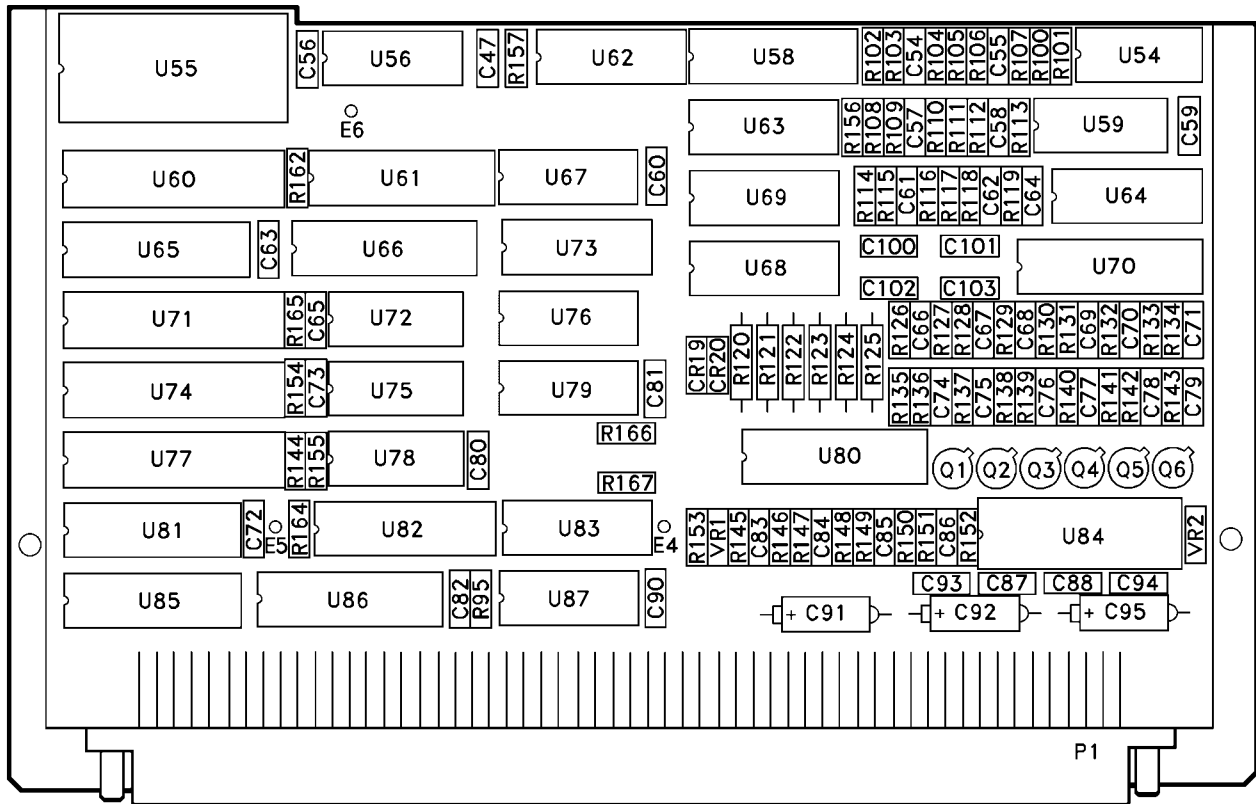 U55 C56 U56 C47 R157 U62 U58 R102 R103 C54 R104 R105 R106 C55 R107 R100 R101 U54
E6 U63 R156 R108 R109 C57 R110 R111 R112 C58 R113 U59 C59
U60 R162 U61 U67 C60 U69 R114 R115 C61 R116 R117 R118 C62 R119 C64 U64
U65 C63 U66 U73 U68 C100 C101 U70
C102 C103
U71 R165 C65 U72 U76 R126 C66 R127 R128 C67 R129 C68 R130 R131 C69 R132 C70 R133 R134 C71
CR19 CR20 R120 R121 R122 R123 R124 R125
U74 R154 C73 U75 U79 C81 R135 R136 C74 R137 C75 R138 R139 C76 R140 C77 R141 R142 C78 R143 C79
R166
U77 R144 R155 U78 C80 U80 Q1 Q2 Q3 Q4 Q5 Q6
R167
U81 C72 E5 R164 U82 U83 E4 R153 VR1 R145 C83 R146 R147 C84 R148 R149 C85 R150 R151 C86 R152 U84 VR2
C93 C87 C88 C94
U85 U86 C82 R95 U87 C90 + C91 + C92 + C95
P1